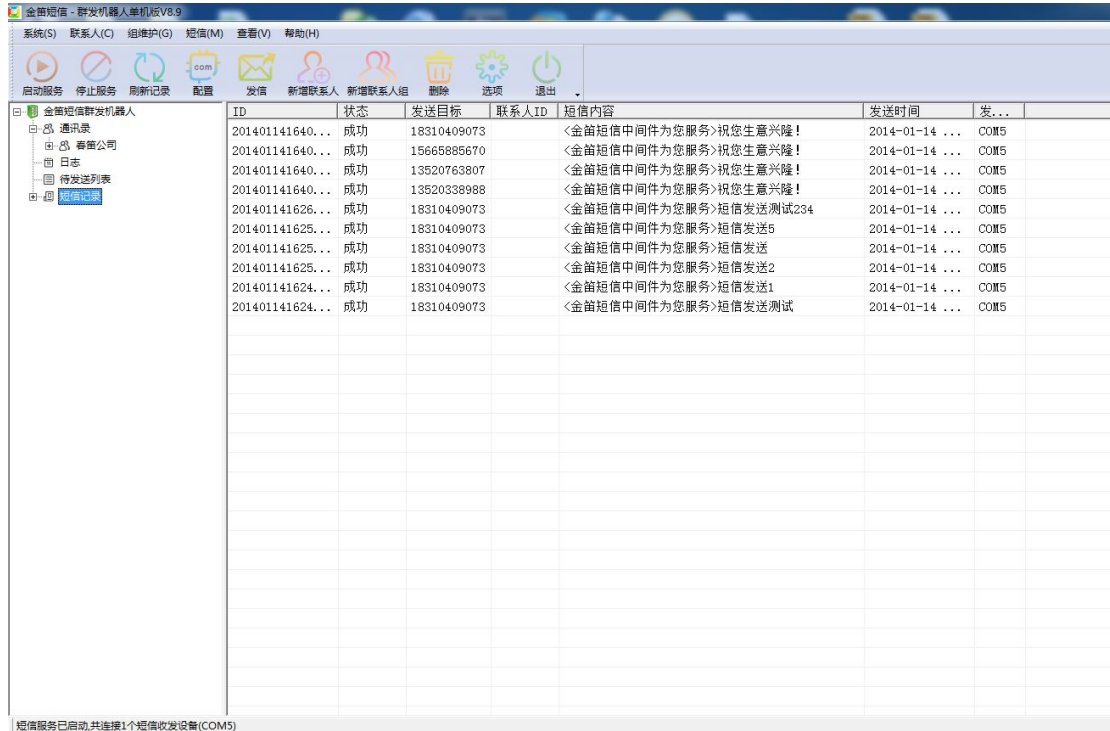 金笛短信 - 群发机器人单机版V8.9
系统(S) 联系人(C) 组维护(G) 短信(M) 查看(V) 帮助(H)
com
启动服务 停止服务 刷新记录 配置 发信 新增联系人 新增联系人组 删除 选项 退出
金笛短信群发机器人
通讯录
春笛公司
日志
待发送列表
短信记录
ID 状态 发送目标 联系人ID 短信内容 发送时间 发...
201401141640... 成功 18310409073 <金笛短信中间件为您服务>祝您生意兴隆! 2014-01-14 ... COM5
201401141640... 成功 15665885670 <金笛短信中间件为您服务>祝您生意兴隆! 2014-01-14 ... COM5
201401141640... 成功 13520763807 <金笛短信中间件为您服务>祝您生意兴隆! 2014-01-14 ... COM5
201401141640... 成功 13520338988 <金笛短信中间件为您服务>祝您生意兴隆! 2014-01-14 ... COM5
201401141626... 成功 18310409073 <金笛短信中间件为您服务>短信发送测试234 2014-01-14 ... COM5
201401141625... 成功 18310409073 <金笛短信中间件为您服务>短信发送5 2014-01-14 ... COM5
201401141625... 成功 18310409073 <金笛短信中间件为您服务>短信发送 2014-01-14 ... COM5
201401141625... 成功 18310409073 <金笛短信中间件为您服务>短信发送2 2014-01-14 ... COM5
201401141624... 成功 18310409073 <金笛短信中间件为您服务>短信发送1 2014-01-14 ... COM5
201401141624... 成功 18310409073 <金笛短信中间件为您服务>短信发送测试 2014-01-14 ... COM5
短信服务已启动,共连接1个短信收发设备(COM5)